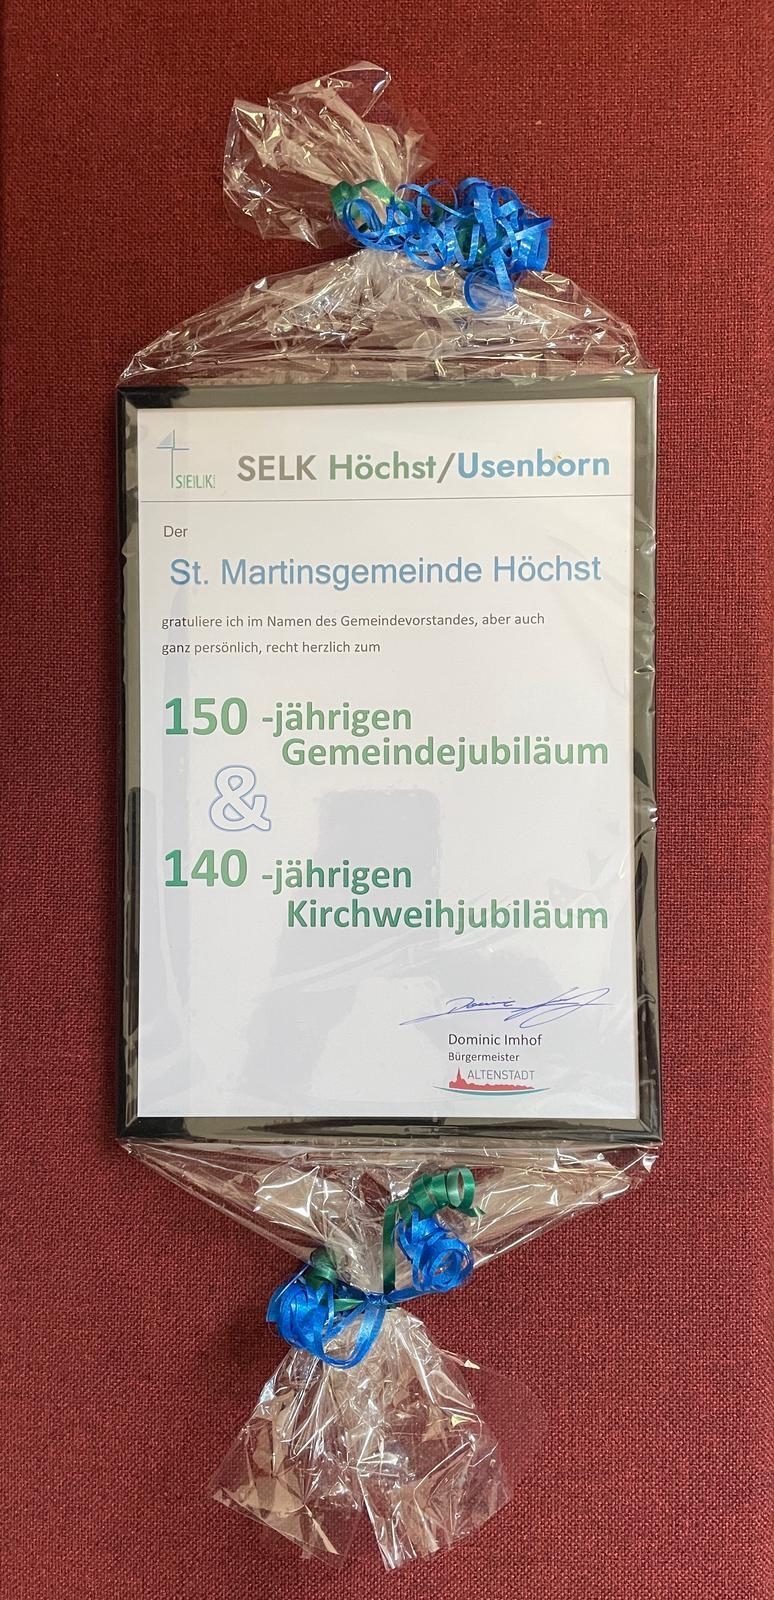 SELK
SELK Höchst/Usenborn
Der
St. Martinsgemeinde Höchst
gratuliere ich im Namen des Gemeindevorstandes, aber auch
ganz persönlich, recht herzlich zum
150 -jährigen
Gemeindejubiläum
&
140 -jährigen
Kirchweihjubiläum
Dominic Imhof
Bürgermeister
ALTENSTADT